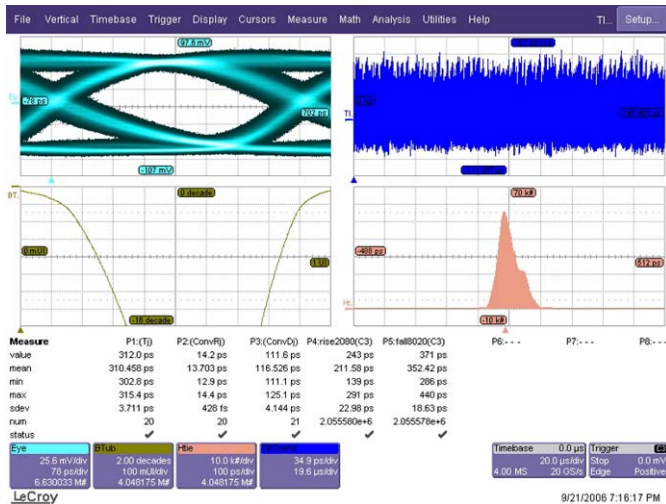 File Vertical Timebase Trigger Display Cursors Measure Math Analysis Utilities Help TI... Setup...
97.6 mV
-78 ps
702 ps
-107 mV
TI.
BT.
0 decade
0 mUI
1 UI
-16 decade
70 k#
-488 ps
512 ps
-10 k#
Measure P1:(Tj) P2:(ConvRj) P3:(ConvDj) P4:rise2080(C3) P5:fall8020(C3) P6:- - - P7:- - - P8:- - -
value 312.0 ps 14.2 ps 111.6 ps 243 ps 371 ps
mean 310.458 ps 13.703 ps 116.526 ps 211.58 ps 352.42 ps
min 302.8 ps 12.9 ps 111.1 ps 139 ps 286 ps
max 315.4 ps 14.4 ps 125.1 ps 291 ps 440 ps
sdev 3.711 ps 428 fs 4.144 ps 22.98 ps 18.63 ps
num 20 20 21 2.055580e+6 2.055578e+6
status
Eye BTub Htie
25.6 mV/div 2.00 decades 10.0 k#/div 34.9 ps/div
78 ps/div 100 mUI/div 100 ps/div 19.6 µs/div
6.630033 M# 4.048175 M# 4.048175 M#
Timebase 0.0 µs Trigger
20.0 µs/div Stop 0.0 mV
4.00 MS 20 GS/s Edge Positive
LeCroy
9/21/2006 7:16:17 PM